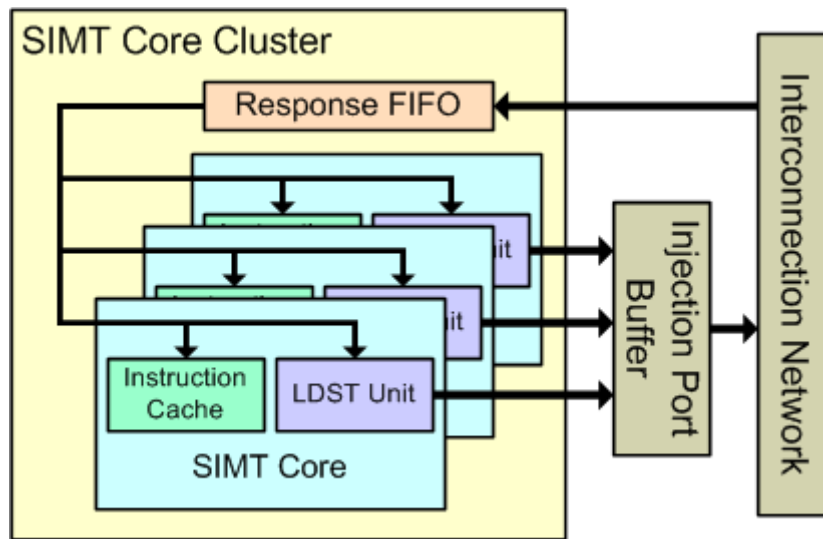 SIMT Core Cluster
Response FIFO
Interconnection Network
Injection Port
Buffer
Instruction
Cache
LDST Unit
SIMT Core